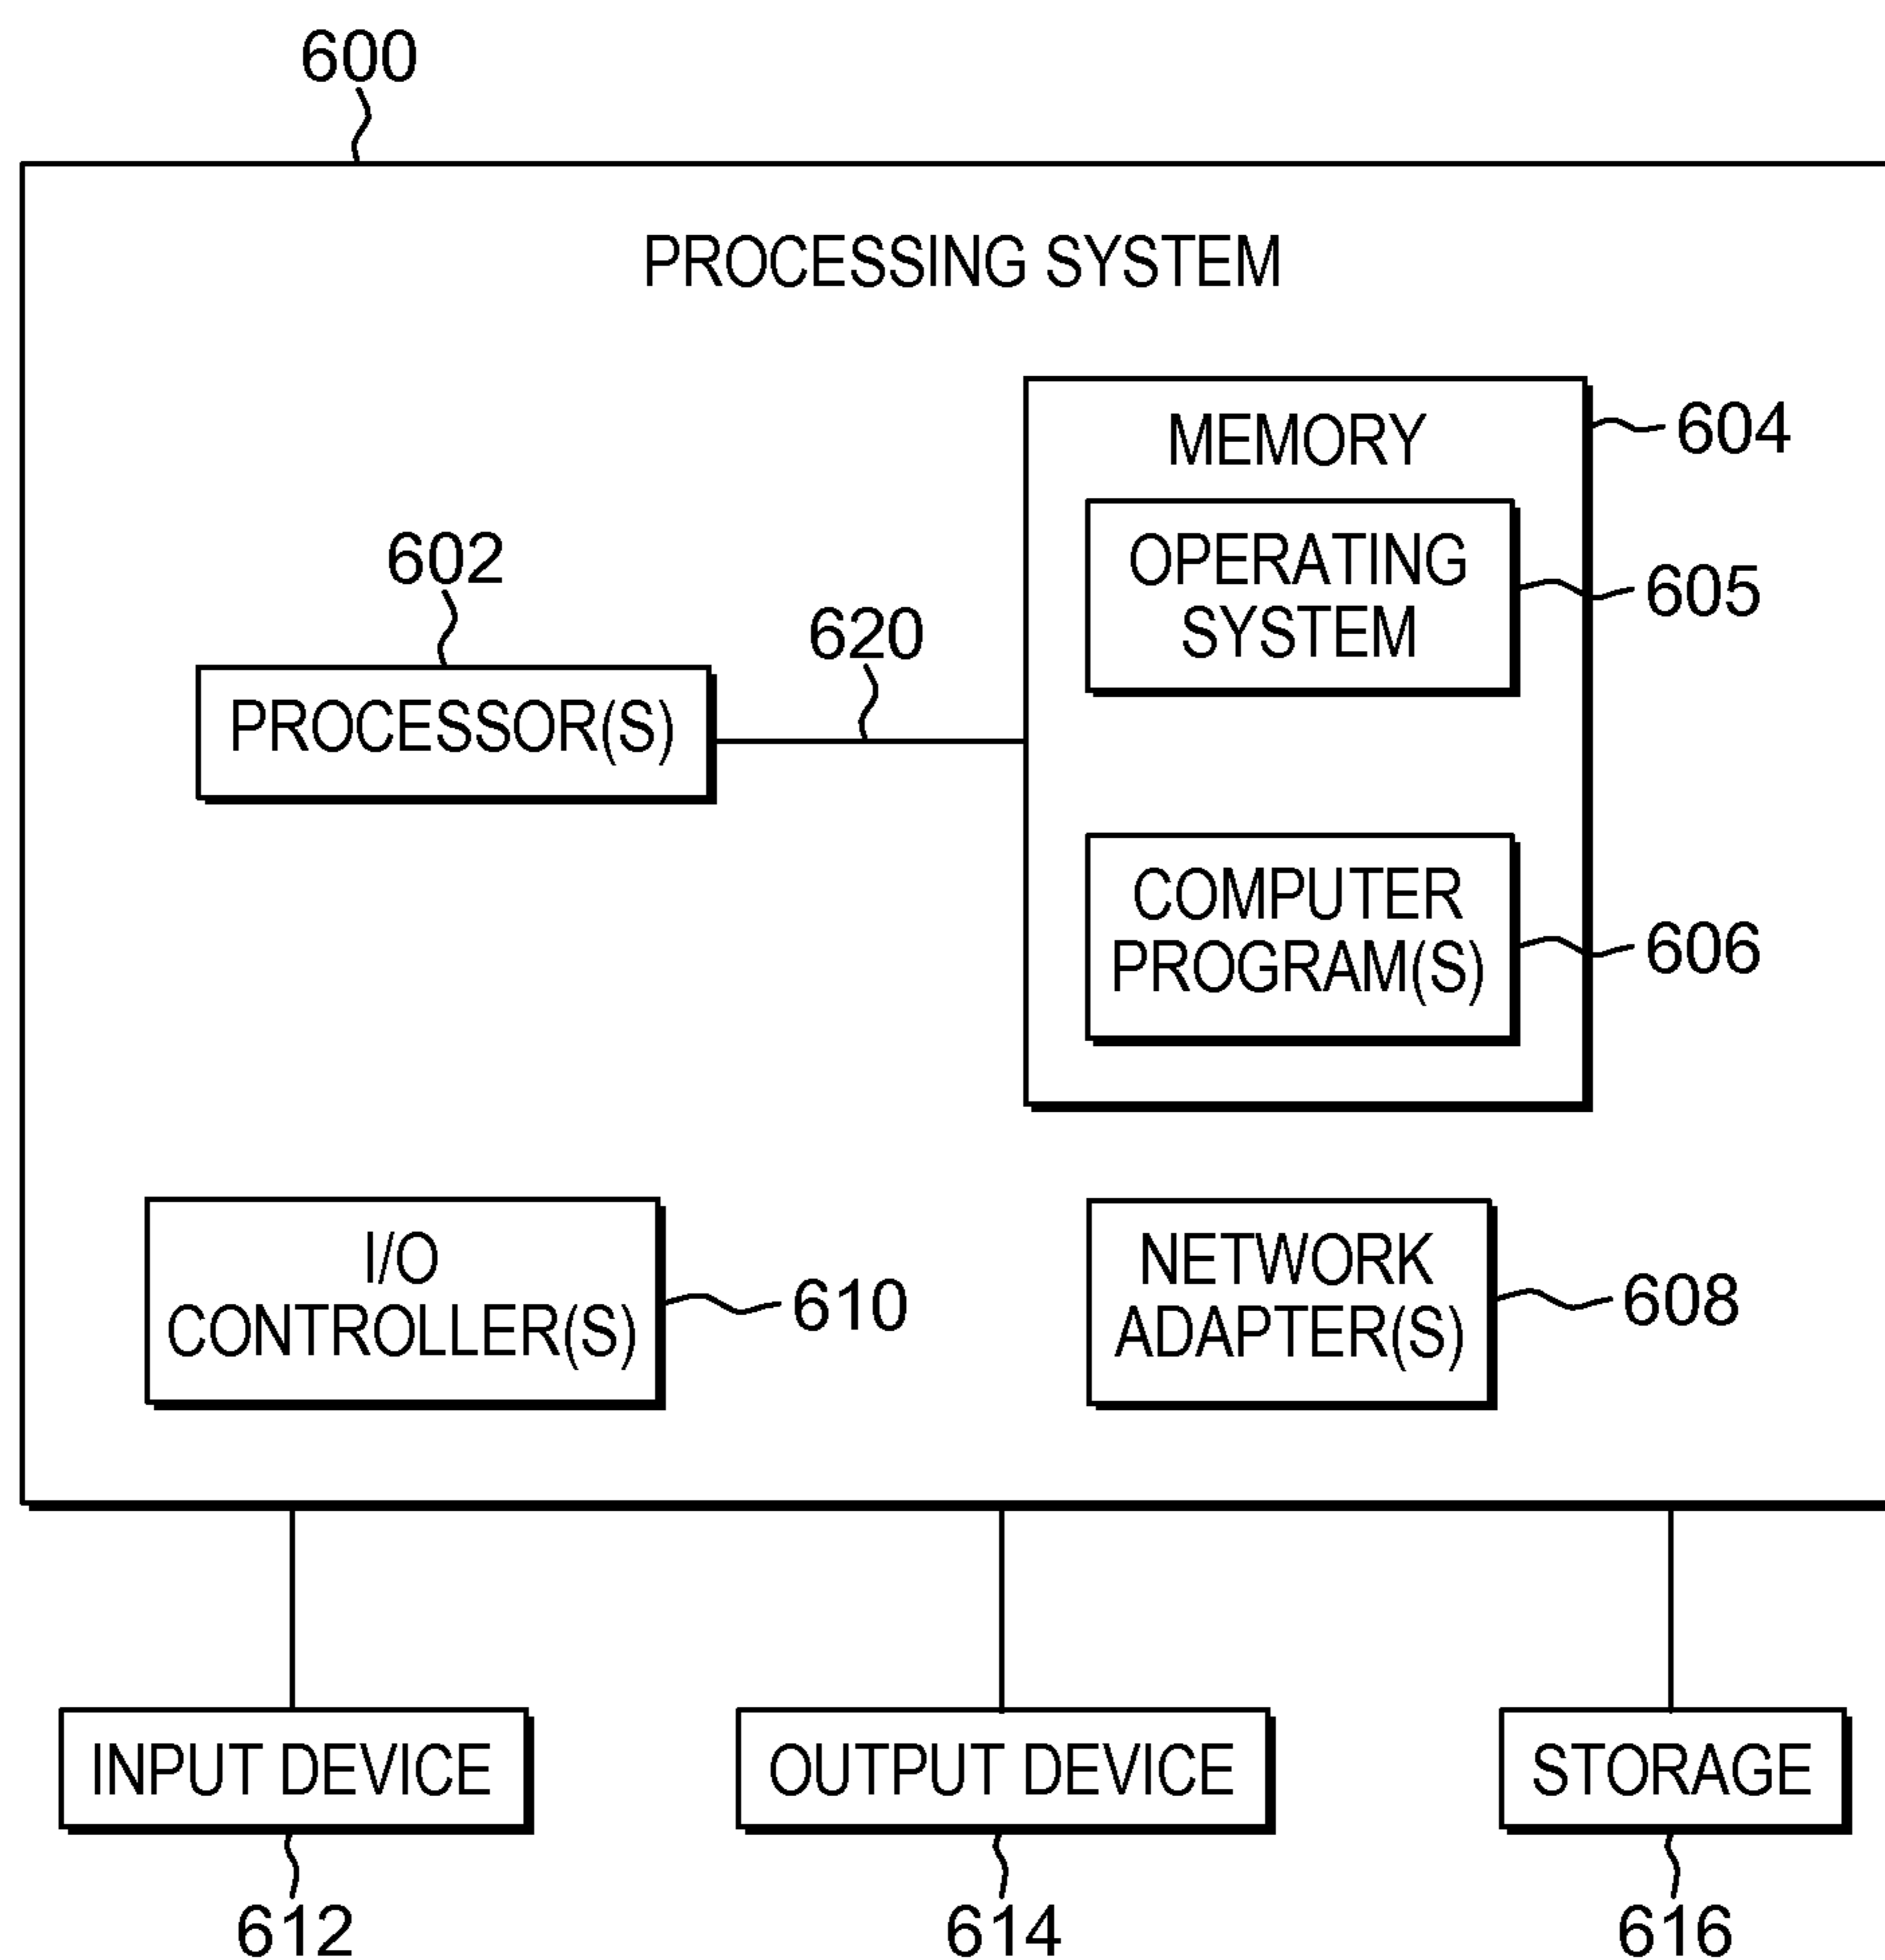 600
PROCESSING SYSTEM
MEMORY
604
OPERATING
SYSTEM
605
602
620
PROCESSOR(S)
COMPUTER
PROGRAM(S)
606
I/O
CONTROLLER(S)
610
NETWORK
ADAPTER(S)
608
INPUT DEVICE
OUTPUT DEVICE
STORAGE
612
614
616